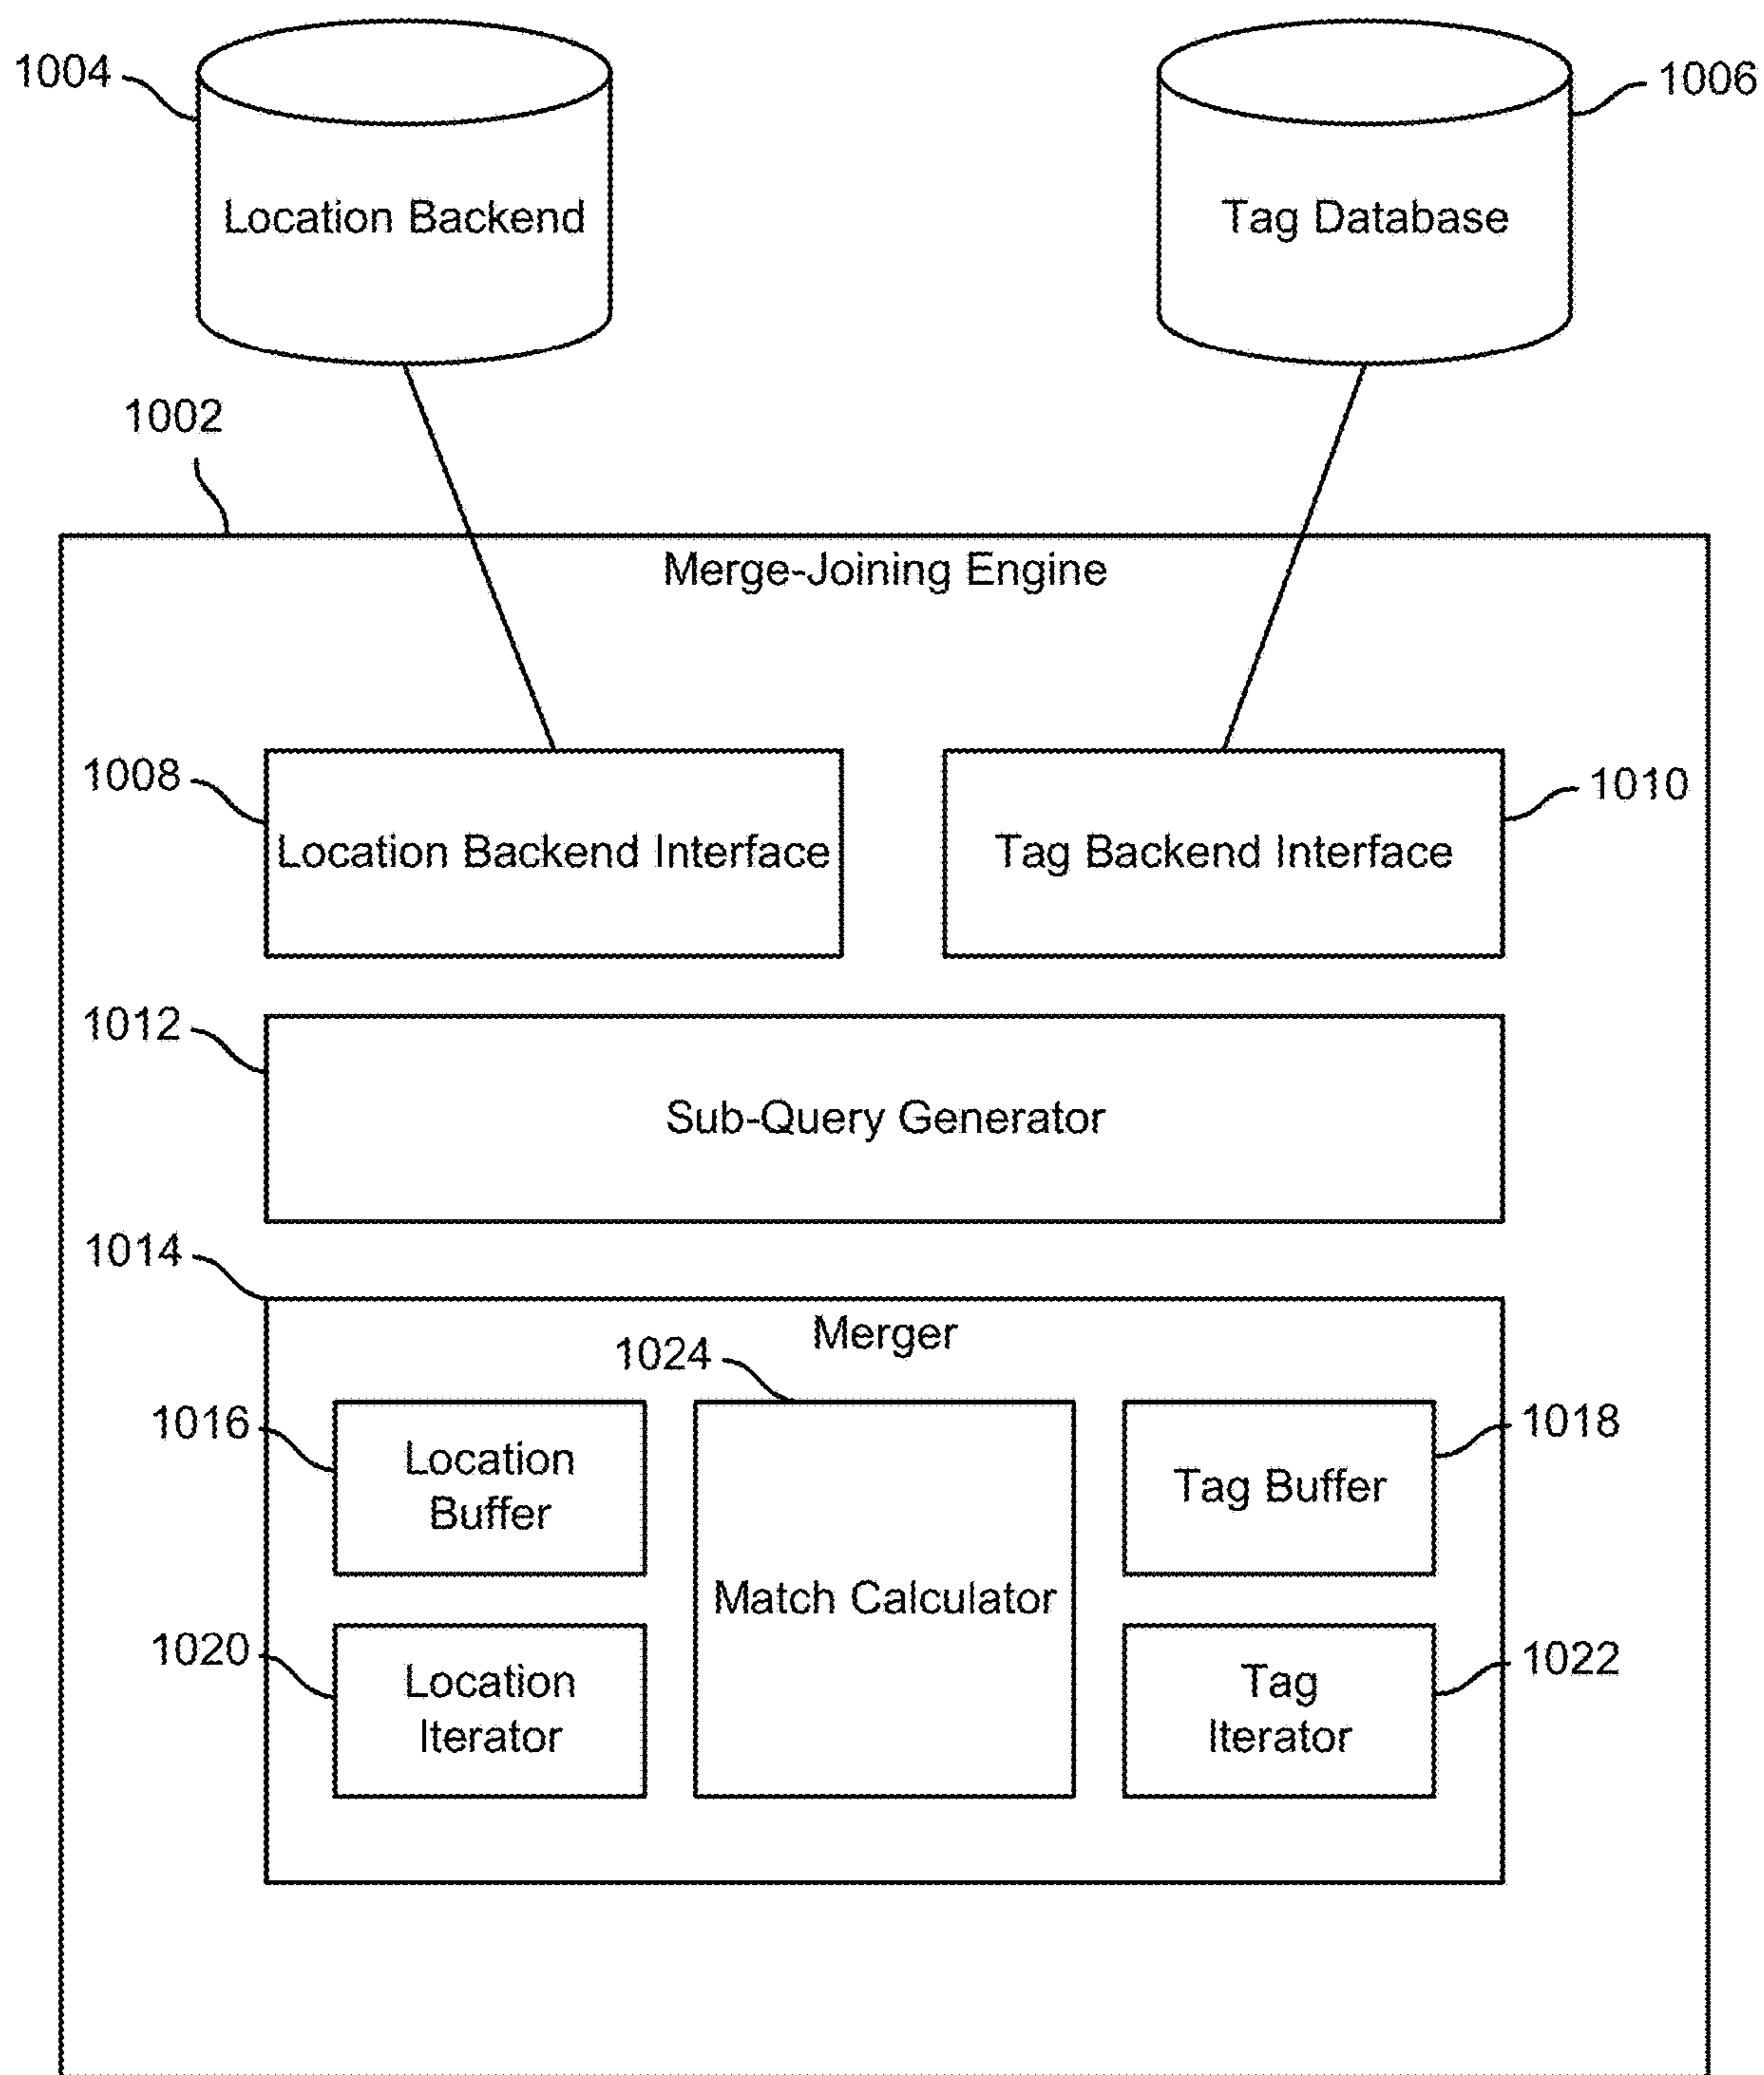 1004
1006
Location Backend
Tag Database
1002
Merge-Joining Engine
1008
1010
Location Backend Interface
Tag Backend Interface
1012
Sub-Query Generator
1014
Merger
1024
1016
Location
Buffer
1018
Tag Buffer
Match Calculator
1020
Location
Iterator
1022
Tag
Iterator